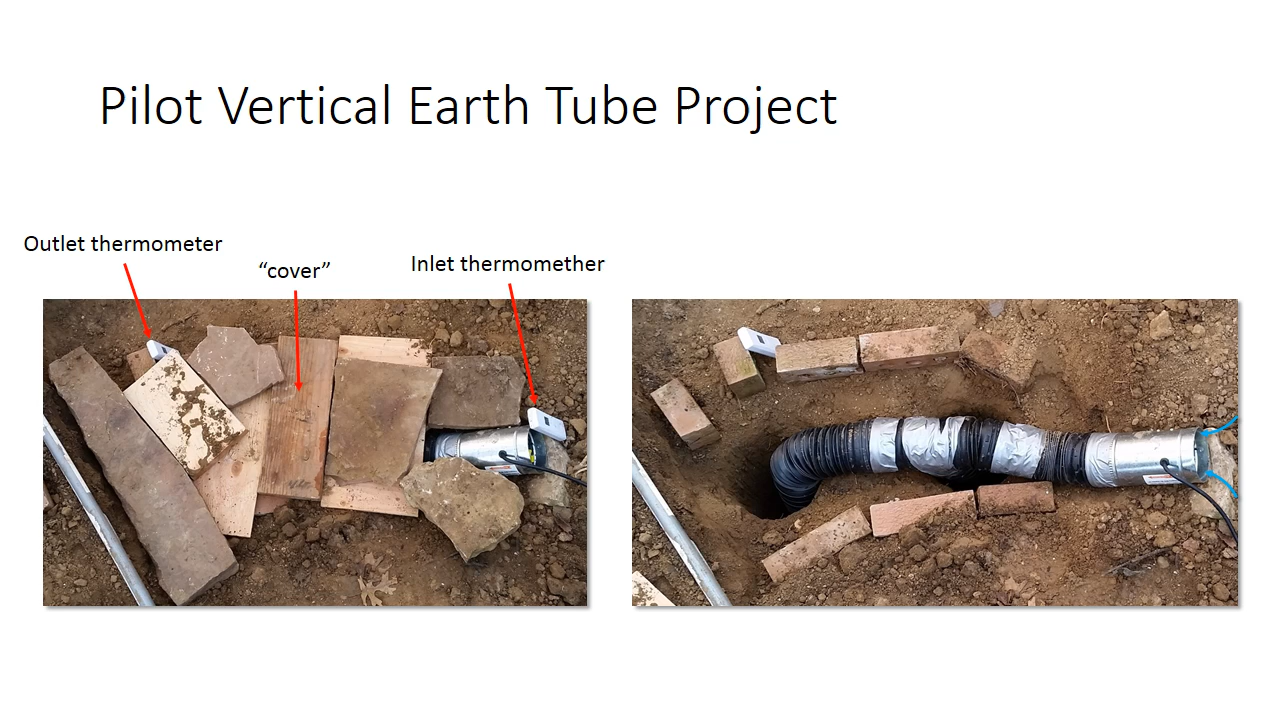 Pilot Vertical Earth Tube Project
Outlet thermometer
“cover”
Inlet thermomether